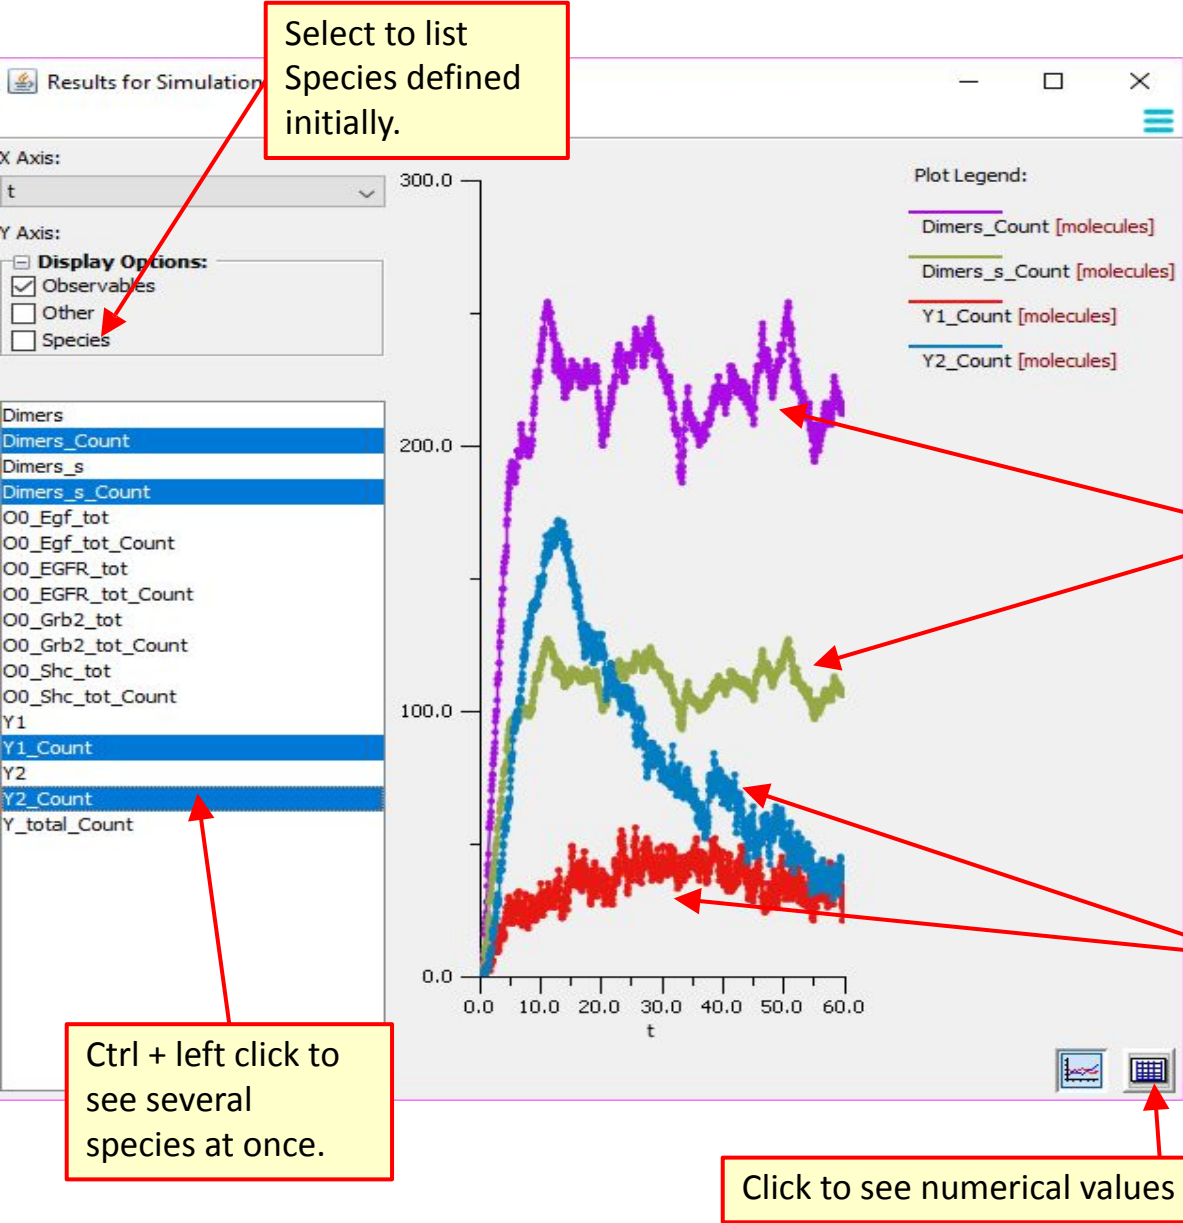 Select to list
Species defined
initially.
Results for Simulation
X Axis:
t
Y Axis:
Display Options:
Observables
Other
Species
Dimers
Dimers_Count
Dimers_s
Dimers_s_Count
O0_Egf_tot
O0_Egf_tot_Count
O0_EGFR_tot
O0_EGFR_tot_Count
O0_Grb2_tot
O0_Grb2_tot_Count
O0_Shc_tot
O0_Shc_tot_Count
Y1
Y1_Count
Y2
Y2_Count
Y_total_Count
300.0
200.0
100.0
0.0
0.0 10.0 20.0 30.0 40.0 50.0 60.0
t
Plot Legend:
Dimers_Count [molecules]
Dimers_s_Count [molecules]
Y1_Count [molecules]
Y2_Count [molecules]
Ctrl + left click to
see several
species at once.
Click to see numerical values